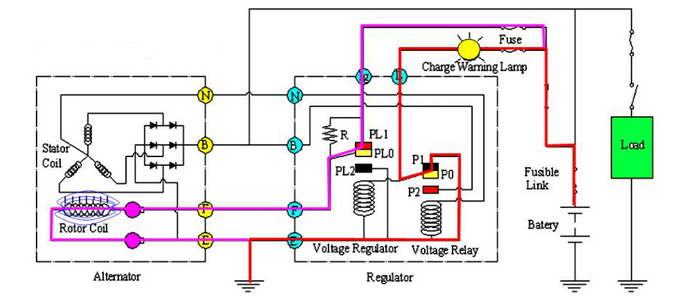 Fuse
Charge Warning Lamp
Ig
L
N
N
Stator
Coil
B
B
R
PL1
PL0
PL2
P1
P0
P2
Load
Fusible
Link
F
F
Rotor Coil
E
E
Voltage Regulator
Voltage Relay
Batery
Alternator
Regulator